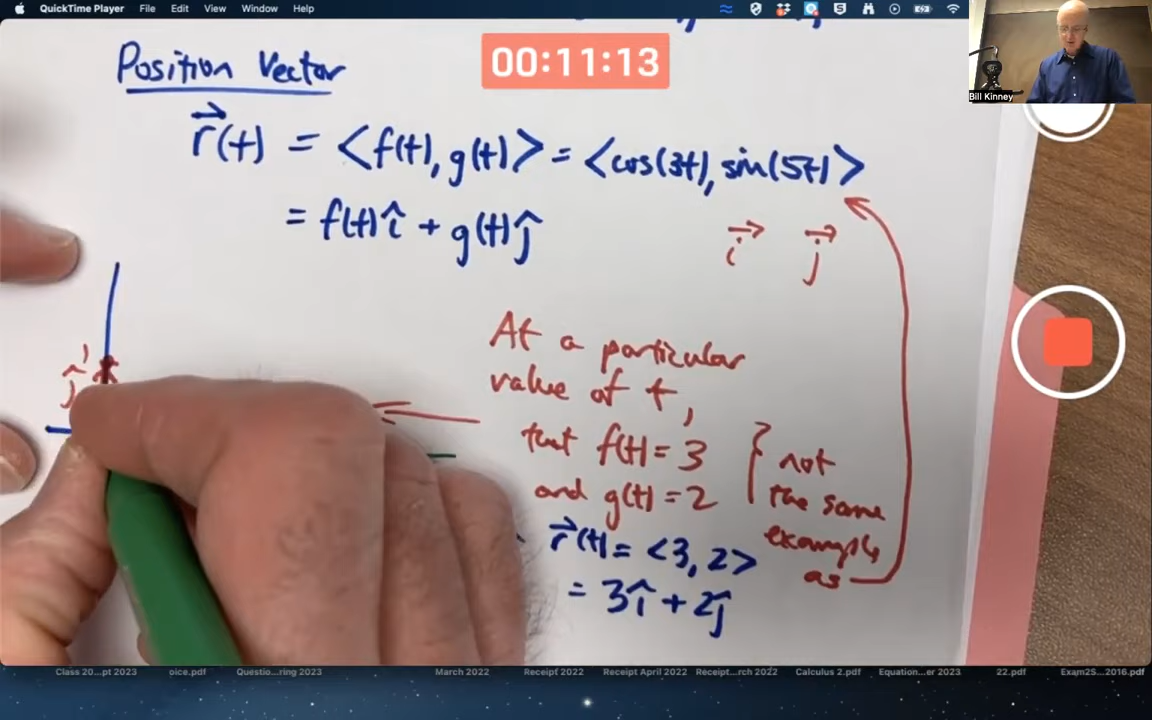 QuickTime Player File Edit View Window Help
00:11:13
Bill Kinney
Position Vector
r⃗(t) = <f(t), g(t)> = <cos(3t), sin(5t)>
= f(t)î + g(t)ĵ
i⃗ j⃗
At a particular
value of t,
that f(t) = 3
and g(t) = 2
} not
the same
example
as
ĵ
r⃗(t) = <3, 2>
= 3î + 2ĵ
Class 20...pt 2023 pice.pdf Questio...ring 2023 March 2022 Receipt 2022 Receipt April 2022 Receipt...rch 2022 Calculus 2.pdf Equation...er 2023 22.pdf Exam2S...2016.pdf